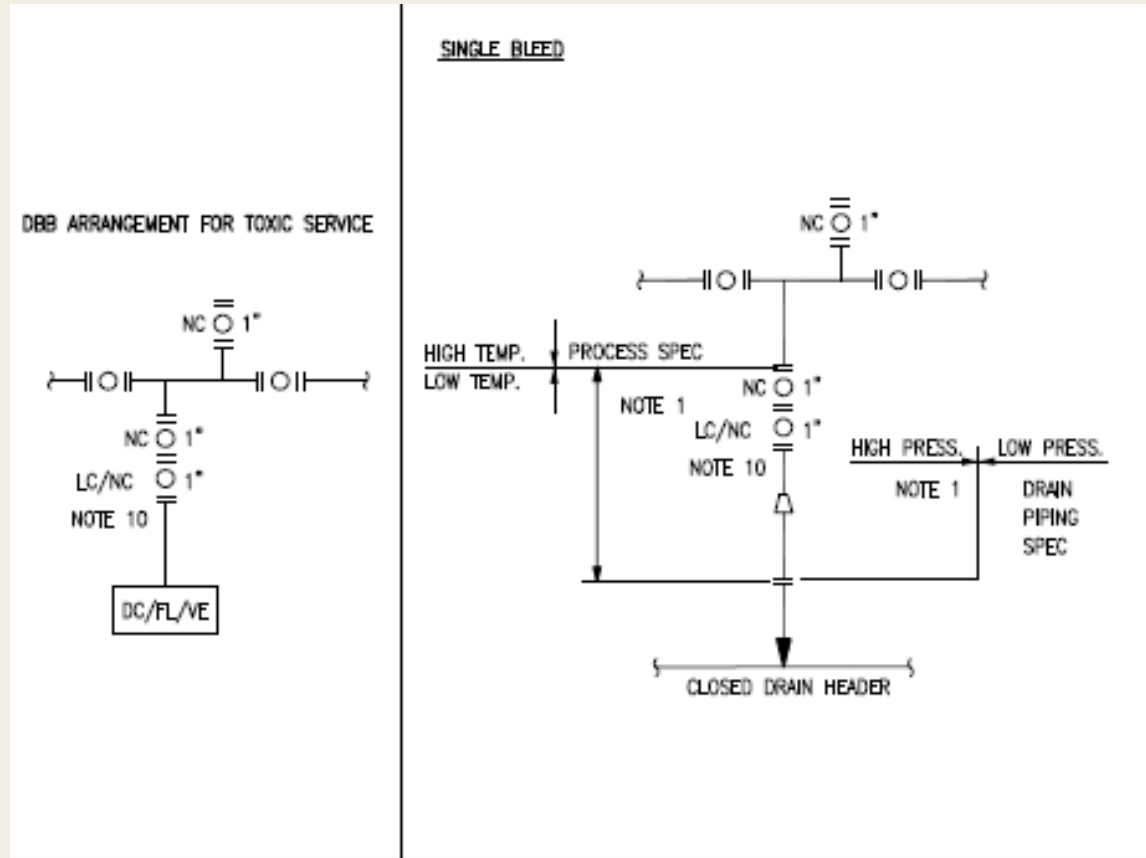 DBB ARRANGEMENT FOR TOXIC SERVICE
NC 1"
NC 1"
LC/NC 1"
NOTE 10
DC/FL/VE
SINGLE BLEED
NC 1"
HIGH TEMP. PROCESS SPEC
LOW TEMP.
NC 1"
NOTE 1
LC/NC 1"
HIGH PRESS. LOW PRESS.
NOTE 10
NOTE 1 DRAIN
PIPING
SPEC
CLOSED DRAIN HEADER